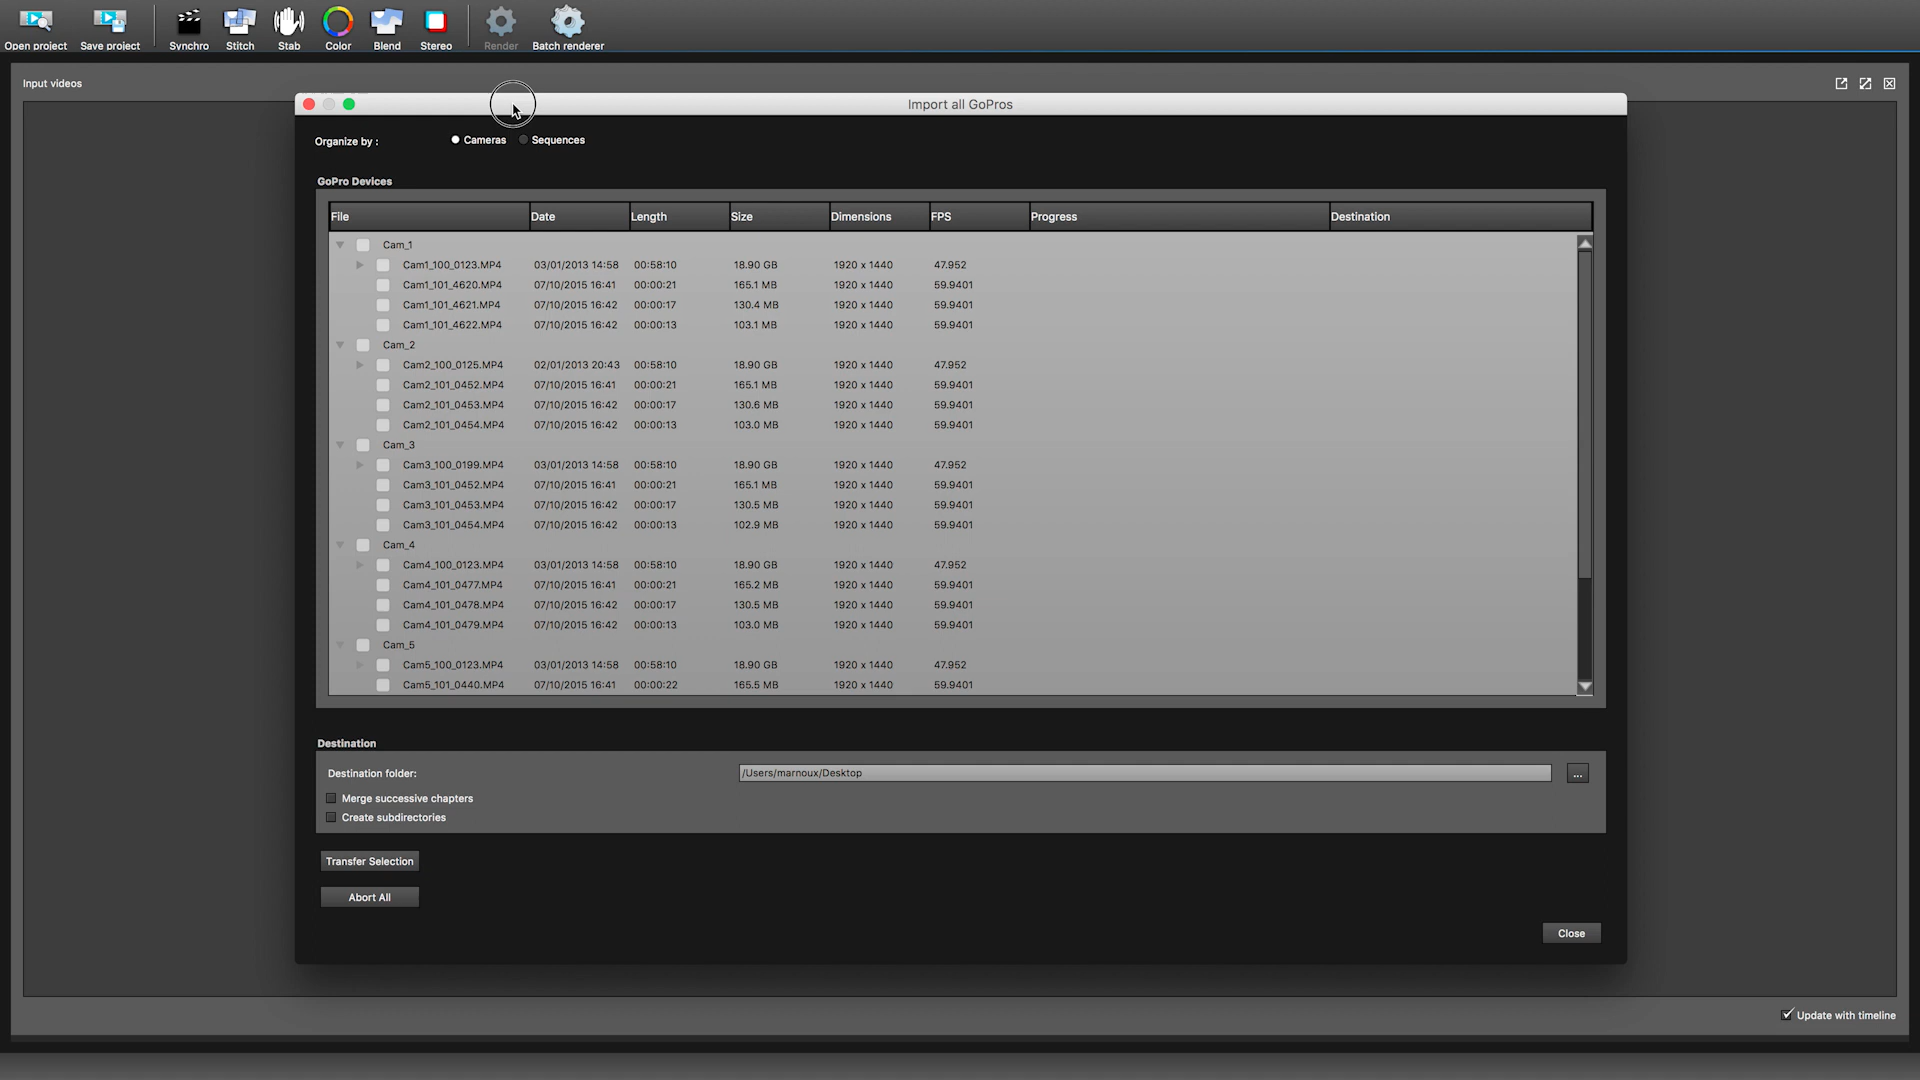 Open project Save project Synchro Stitch Stab Color Blend Stereo Render Batch renderer
Input videos
Import all GoPros
Organize by : Cameras Sequences
GoPro Devices
File Date Length Size Dimensions FPS Progress Destination
Cam_1
Cam1_100_0123.MP4 03/01/2013 14:58 00:58:10 18.90 GB 1920 x 1440 47.952
Cam1_101_4620.MP4 07/10/2015 16:41 00:00:21 165.1 MB 1920 x 1440 59.9401
Cam1_101_4621.MP4 07/10/2015 16:42 00:00:17 130.4 MB 1920 x 1440 59.9401
Cam1_101_4622.MP4 07/10/2015 16:42 00:00:13 103.1 MB 1920 x 1440 59.9401
Cam_2
Cam2_100_0125.MP4 02/01/2013 20:43 00:58:10 18.90 GB 1920 x 1440 47.952
Cam2_101_0452.MP4 07/10/2015 16:41 00:00:21 165.1 MB 1920 x 1440 59.9401
Cam2_101_0453.MP4 07/10/2015 16:42 00:00:17 130.6 MB 1920 x 1440 59.9401
Cam2_101_0454.MP4 07/10/2015 16:42 00:00:13 103.0 MB 1920 x 1440 59.9401
Cam_3
Cam3_100_0199.MP4 03/01/2013 14:58 00:58:10 18.90 GB 1920 x 1440 47.952
Cam3_101_0452.MP4 07/10/2015 16:41 00:00:21 165.1 MB 1920 x 1440 59.9401
Cam3_101_0453.MP4 07/10/2015 16:42 00:00:17 130.5 MB 1920 x 1440 59.9401
Cam3_101_0454.MP4 07/10/2015 16:42 00:00:13 102.9 MB 1920 x 1440 59.9401
Cam_4
Cam4_100_0123.MP4 03/01/2013 14:58 00:58:10 18.90 GB 1920 x 1440 47.952
Cam4_101_0477.MP4 07/10/2015 16:41 00:00:21 165.2 MB 1920 x 1440 59.9401
Cam4_101_0478.MP4 07/10/2015 16:42 00:00:17 130.5 MB 1920 x 1440 59.9401
Cam4_101_0479.MP4 07/10/2015 16:42 00:00:13 103.0 MB 1920 x 1440 59.9401
Cam_5
Cam5_100_0123.MP4 03/01/2013 14:58 00:58:10 18.90 GB 1920 x 1440 47.952
Cam5_101_0440.MP4 07/10/2015 16:41 00:00:22 165.5 MB 1920 x 1440 59.9401
Destination
Destination folder: /Users/marnoux/Desktop ...
Merge successive chapters
Create subdirectories
Transfer Selection
Abort All
Close
Update with timeline